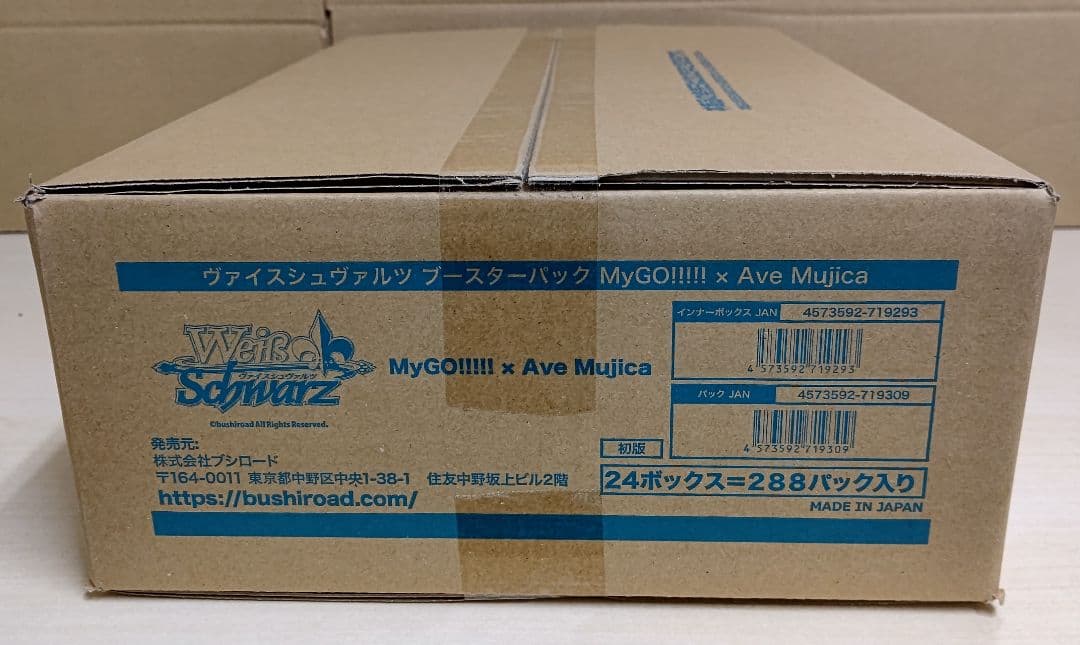 ヴァイスシュヴァルツ ブースターパック MyGO!!!!! × Ave Mujica
Weiß
ヴァイスシュヴァルツ
Schwarz
©bushiroad All Rights Reserved.
MyGO!!!!! × Ave Mujica
インナーボックス JAN 4573592-719293
4 573592 719293
パック JAN 4573592-719309
4 573592 719309
発売元:
株式会社ブシロード
〒164-0011 東京都中野区中央1-38-1 住友中野坂上ビル2階
https://bushiroad.com/
初版
24ボックス=288パック入り
MADE IN JAPAN